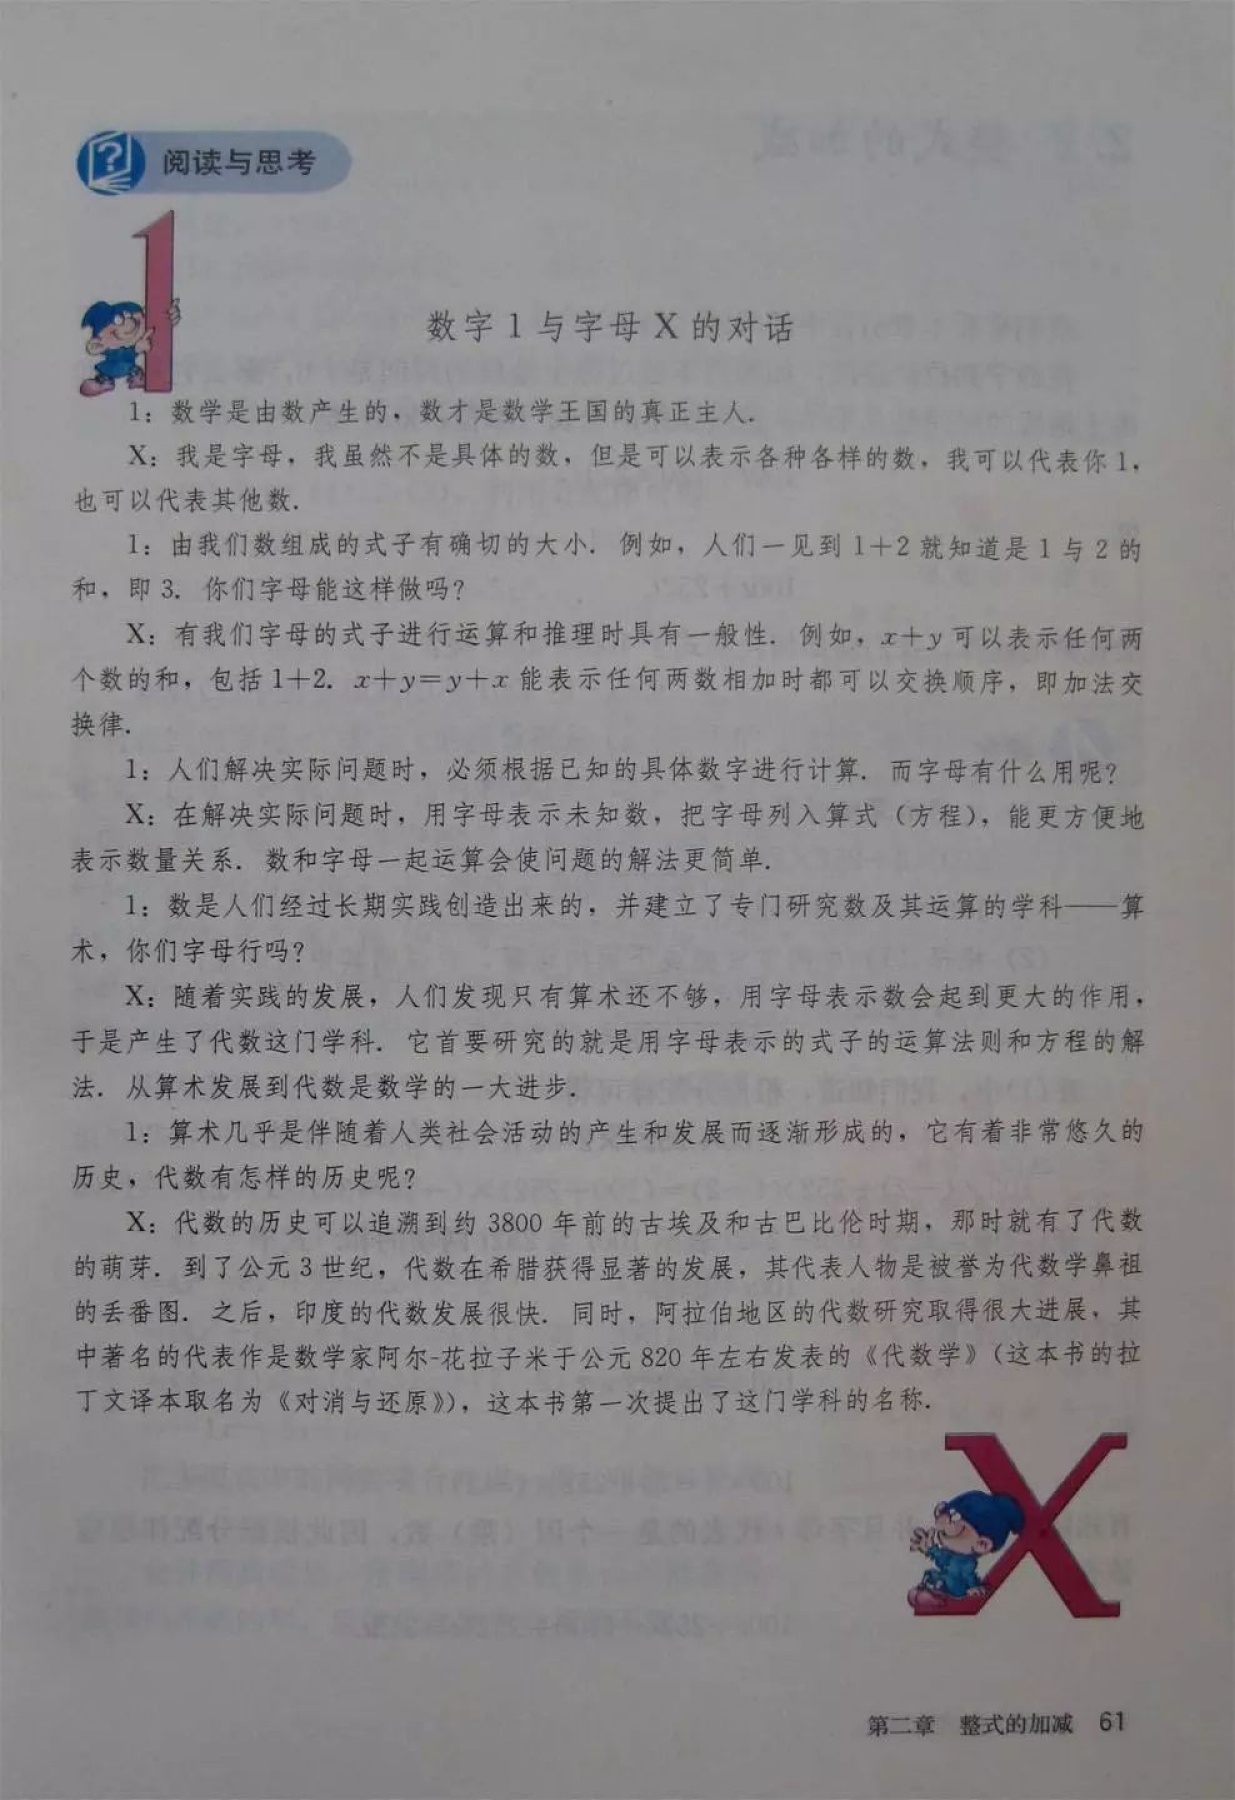 阅读与思考
数字1与字母X的对话
1：数学是由数产生的，数才是数学王国的真正主人．
X：我是字母，我虽然不是具体的数，但是可以表示各种各样的数，我可以代表你1，
也可以代表其他数．
1：由我们数组成的式子有确切的大小．例如，人们一见到1＋2就知道是1与2的
和，即3．你们字母能这样做吗？
X：有我们字母的式子进行运算和推理时具有一般性．例如，x＋y可以表示任何两
个数的和，包括1＋2．x＋y＝y＋x能表示任何两数相加时都可以交换顺序，即加法交
换律．
1：人们解决实际问题时，必须根据已知的具体数字进行计算．而字母有什么用呢？
X：在解决实际问题时，用字母表示未知数，把字母列入算式（方程），能更方便地
表示数量关系．数和字母一起运算会使问题的解法更简单．
1：数是人们经过长期实践创造出来的，并建立了专门研究数及其运算的学科——算
术，你们字母行吗？
X：随着实践的发展，人们发现只有算术还不够，用字母表示数会起到更大的作用，
于是产生了代数这门学科．它首要研究的就是用字母表示的式子的运算法则和方程的解
法．从算术发展到代数是数学的一大进步．
1：算术几乎是伴随着人类社会活动的产生和发展而逐渐形成的，它有着非常悠久的
历史，代数有怎样的历史呢？
X：代数的历史可以追溯到约3800年前的古埃及和古巴比伦时期，那时就有了代数
的萌芽．到了公元3世纪，代数在希腊获得显著的发展，其代表人物是被誉为代数学鼻祖
的丢番图．之后，印度的代数发展很快．同时，阿拉伯地区的代数研究取得很大进展，其
中著名的代表作是数学家阿尔-花拉子米于公元820年左右发表的《代数学》（这本书的拉
丁文译本取名为《对消与还原》），这本书第一次提出了这门学科的名称．
第二章 整式的加减 61